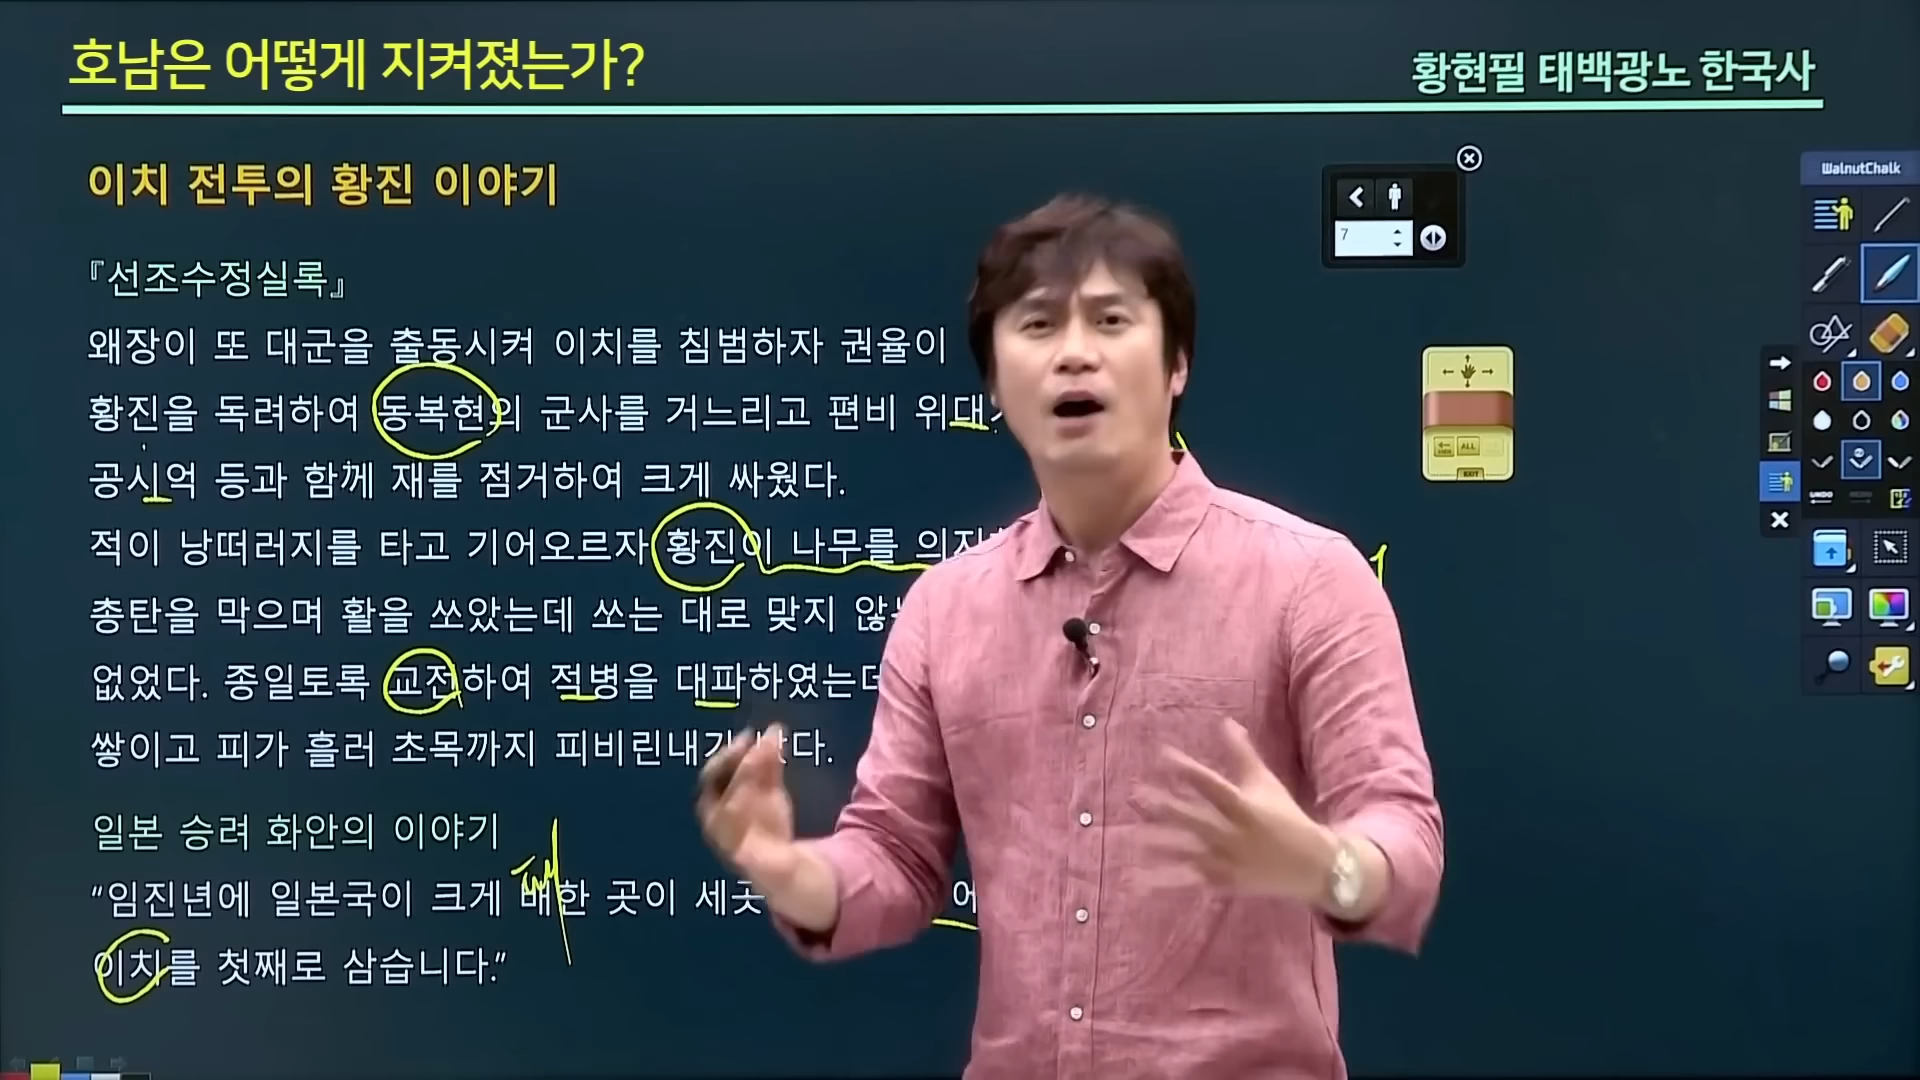 호남은 어떻게 지켜졌는가?
황현필 태백광노 한국사
이치 전투의 황진 이야기
『선조수정실록』
왜장이 또 대군을 출동시켜 이치를 침범하자 권율이
황진을 독려하여 동복현의 군사를 거느리고 편비 위대
공시억 등과 함께 재를 점거하여 크게 싸웠다.
적이 낭떠러지를 타고 기어오르자 황진이 나무를 의지
총탄을 막으며 활을 쏘았는데 쏘는 대로 맞지 않는
없었다. 종일토록 교전하여 적병을 대파하였는데
쌓이고 피가 흘러 초목까지 피비린내가 났다.
일본 승려 화안의 이야기
“임진년에 일본국이 크게 패한 곳이 세곳 에
이치를 첫째로 삼습니다.”
WalnutChalk
7
ALL
EXIT
UNDO
REDO